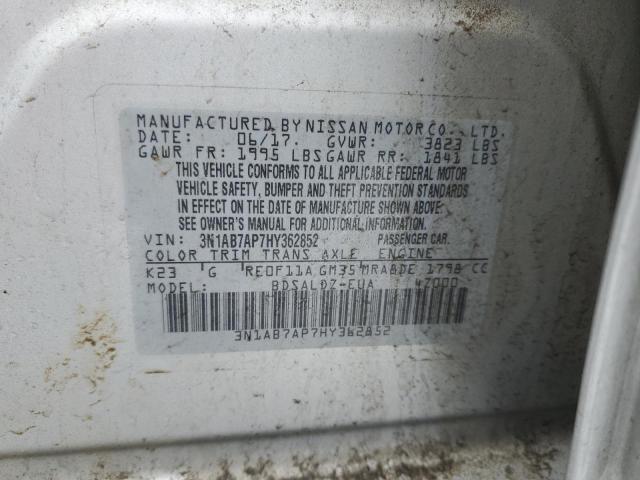 MANUFACTURED BY NISSAN MOTOR CO., LTD.
DATE: 06/17. GVWR: 3823 LBS
GAWR FR: 1995 LBS GAWR RR: 1841 LBS
THIS VEHICLE CONFORMS TO ALL APPLICABLE FEDERAL MOTOR
VEHICLE SAFETY, BUMPER AND THEFT PREVENTION STANDARDS
IN EFFECT ON THE DATE OF MANUFACTURE SHOWN ABOVE.
SEE OWNER'S MANUAL FOR ADDITIONAL INFORMATION.
VIN: 3N1AB7AP7HY362852 PASSENGER CAR.
COLOR TRIM TRANS AXLE ENGINE
K23 G RE0F11A GM35 MRA8DE 1798 CC
MODEL: BDSALDZ-EUA 47000
3N1AB7AP7HY362852